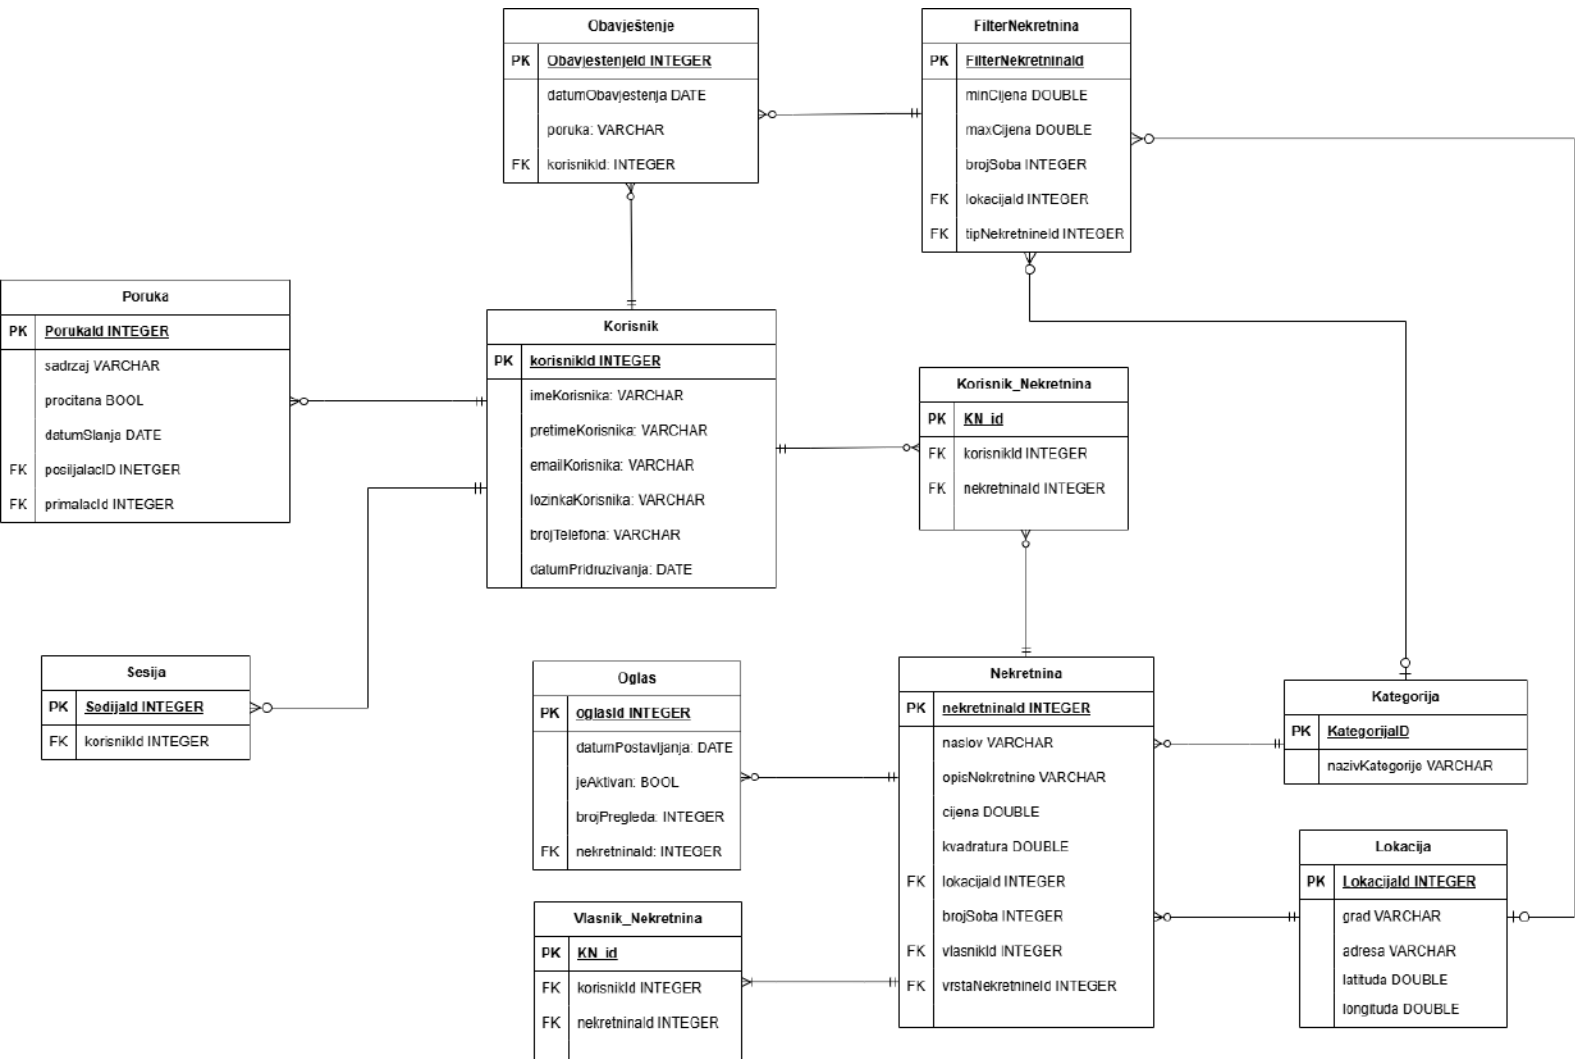 Obavještenje
PK ObavjestenjeId INTEGER
datumObavjestenja DATE
poruka: VARCHAR
FK korisnikId: INTEGER
FilterNekretnina
PK FilterNekretninaId
minCijena DOUBLE
maxCijena DOUBLE
brojSoba INTEGER
FK lokacijaId INTEGER
FK tipNekretnineId INTEGER
Poruka
PK PorukaId INTEGER
sadrzaj VARCHAR
procitana BOOL
datumSlanja DATE
FK posiljalacID INETGER
FK primalacId INTEGER
Korisnik
PK korisnikId INTEGER
imeKorisnika: VARCHAR
pretimeKorisnika: VARCHAR
emailKorisnika: VARCHAR
lozinkaKorisnika: VARCHAR
brojTelefona: VARCHAR
datumPridruzivanja: DATE
Korisnik_Nekretnina
PK KN_id
FK korisnikId INTEGER
FK nekretninaId INTEGER
Sesija
PK SedijaId INTEGER
FK korisnikId INTEGER
Oglas
PK oglasId INTEGER
datumPostavljanja: DATE
jeAktivan: BOOL
brojPregleda: INTEGER
FK nekretninaId: INTEGER
Nekretnina
PK nekretninaId INTEGER
naslov VARCHAR
opisNekretnine VARCHAR
cijena DOUBLE
kvadratura DOUBLE
FK lokacijaId INTEGER
brojSoba INTEGER
FK vlasnikId INTEGER
FK vrstaNekretnineId INTEGER
Kategorija
PK KategorijaID
nazivKategorije VARCHAR
Lokacija
PK LokacijaId INTEGER
grad VARCHAR
adresa VARCHAR
latituda DOUBLE
longituda DOUBLE
Vlasnik_Nekretnina
PK KN_id
FK korisnikId INTEGER
FK nekretninaId INTEGER